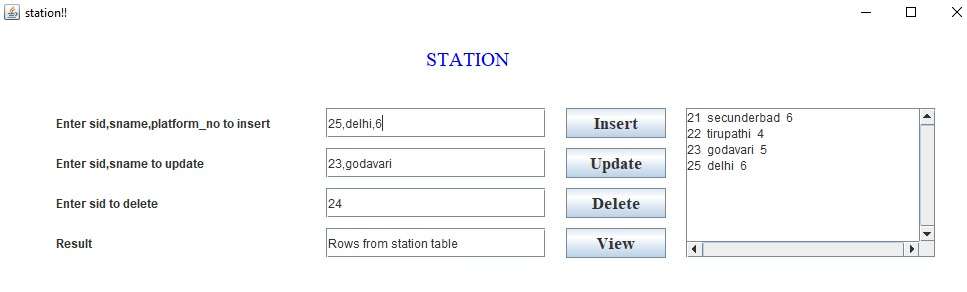 station!!
STATION
Enter sid,sname,platform_no to insert
25,delhi,6
Insert
Enter sid,sname to update
23,godavari
Update
Enter sid to delete
24
Delete
Result
Rows from station table
View
21 secunderbad 6
22 tirupathi 4
23 godavari 5
25 delhi 6